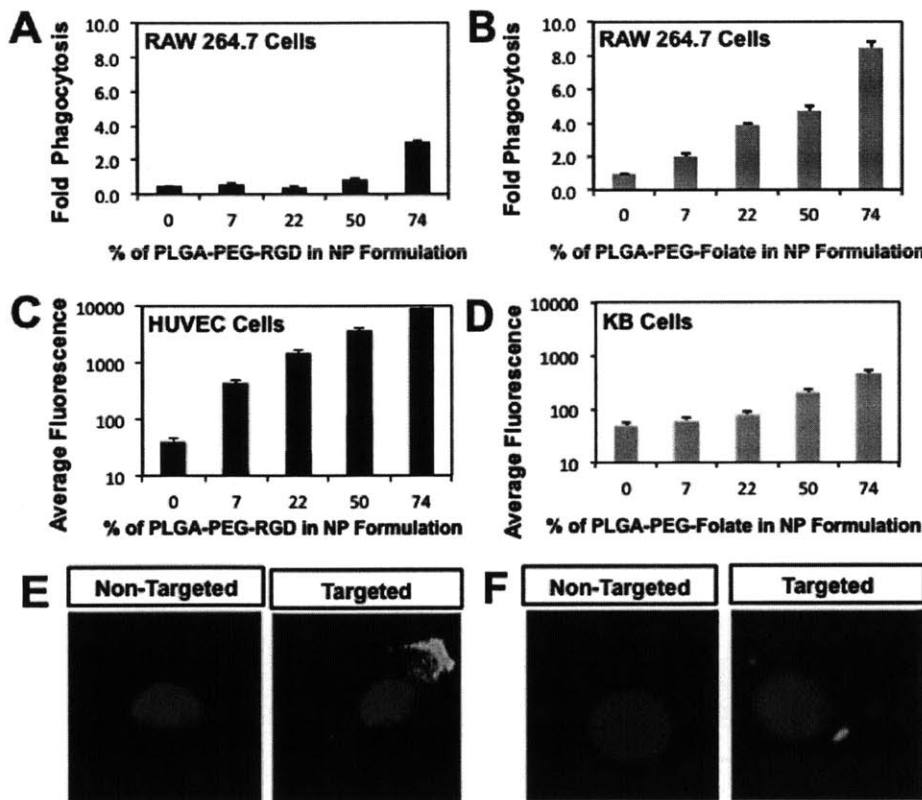 A
Fold Phagocytosis
10.0
8.0
6.0
4.0
2.0
0.0
RAW 264.7 Cells
0 7 22 50 74
% of PLGA-PEG-RGD in NP Formulation
B
Fold Phagocytosis
10.0
8.0
6.0
4.0
2.0
0.0
RAW 264.7 Cells
0 7 22 50 74
% of PLGA-PEG-Folate in NP Formulation
C
Average Fluorescence
10000
1000
100
10
HUVEC Cells
0 7 22 50 74
% of PLGA-PEG-RGD in NP Formulation
D
Average Fluorescence
10000
1000
100
10
KB Cells
0 7 22 50 74
% of PLGA-PEG-Folate in NP Formulation
E
Non-Targeted
Targeted
F
Non-Targeted
Targeted